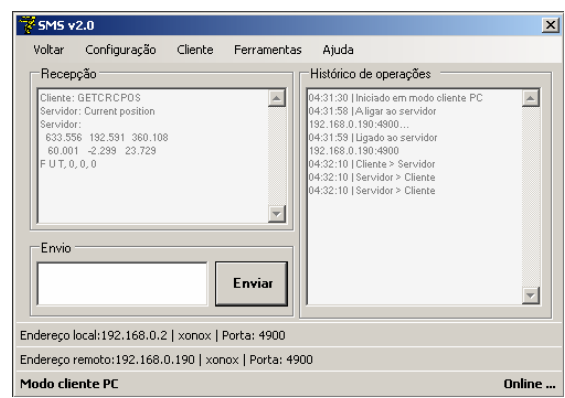 SMS v2.0
Voltar Configuração Cliente Ferramentas Ajuda
Recepção
Cliente: GETCRCPOS
Servidor: Current position
Servidor:
633.556 192.591 360.108
60.001 -2.299 23.729
F U T, 0, 0, 0
Envio
Enviar
Histórico de operações
04:31:30 | Iniciado em modo cliente PC
04:31:58 | A ligar ao servidor
192.168.0.190:4900...
04:31:59 | Ligado ao servidor
192.168.0.190:4900
04:32:10 | Cliente > Servidor
04:32:10 | Servidor > Cliente
04:32:10 | Servidor > Cliente
Endereço local:192.168.0.2 | xonox | Porta: 4900
Endereço remoto:192.168.0.190 | xonox | Porta: 4900
Modo cliente PC Online ...